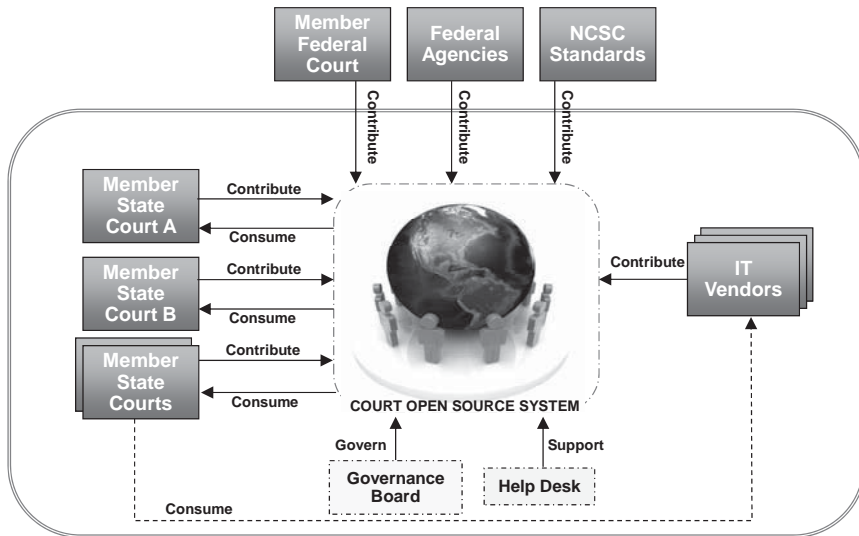 Member
Federal
Court
Federal
Agencies
NCSC
Standards
Contribute
Contribute
Contribute
Member
State
Court A
Contribute
Consume
Member
State
Court B
Contribute
Consume
Member
State
Courts
Contribute
Consume
Contribute
IT
Vendors
COURT OPEN SOURCE SYSTEM
Govern
Support
Governance
Board
Help Desk
Consume